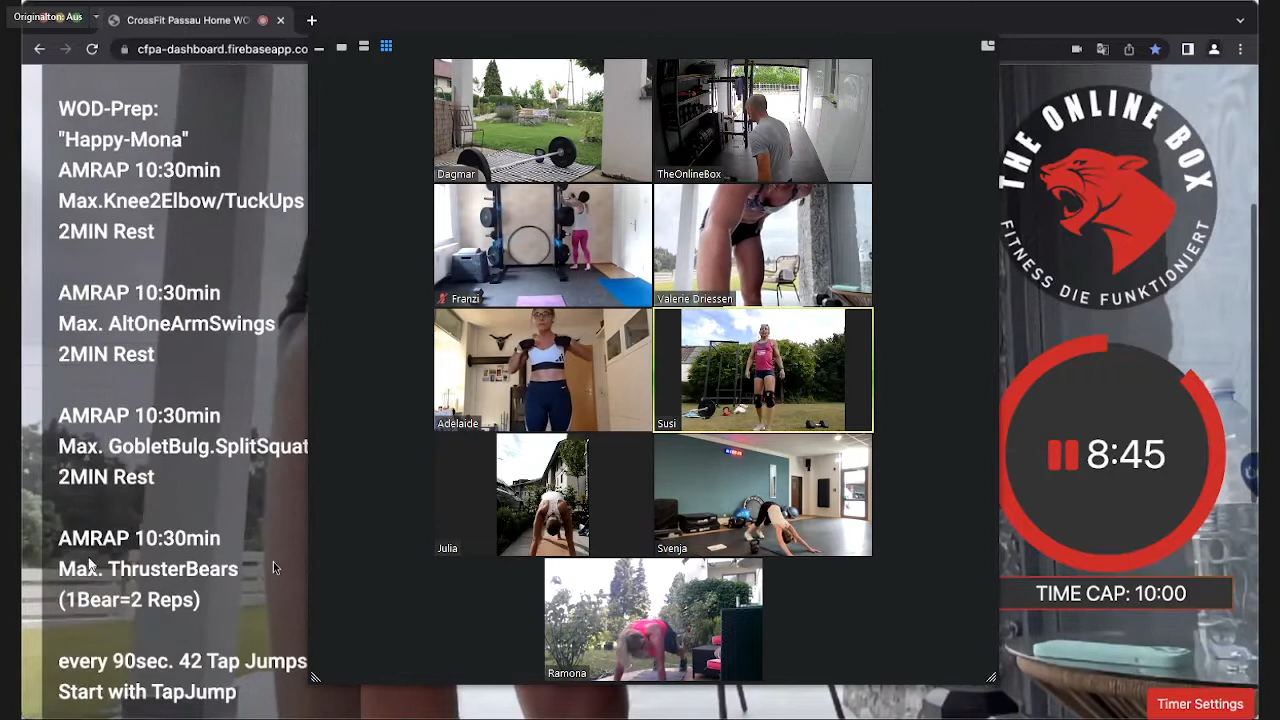 Originalton: Aus
CrossFit Passau Home WO
cfpa-dashboard.firebaseapp.co
WOD-Prep:
"Happy-Mona"
AMRAP 10:30min
Max.Knee2Elbow/TuckUps
2MIN Rest
AMRAP 10:30min
Max. AltOneArmSwings
2MIN Rest
AMRAP 10:30min
Max. GobletBulg.SplitSquat
2MIN Rest
AMRAP 10:30min
Max. ThrusterBears
(1Bear=2 Reps)
every 90sec. 42 Tap Jumps
Start with TapJump
Dagmar
TheOnlineBox
Franzi
Valerie Driessen
Adelaide
Susi
Julia
Svenja
Ramona
THE ONLINE BOX
FITNESS DIE FUNKTIONIERT
8:45
TIME CAP: 10:00
Timer Settings